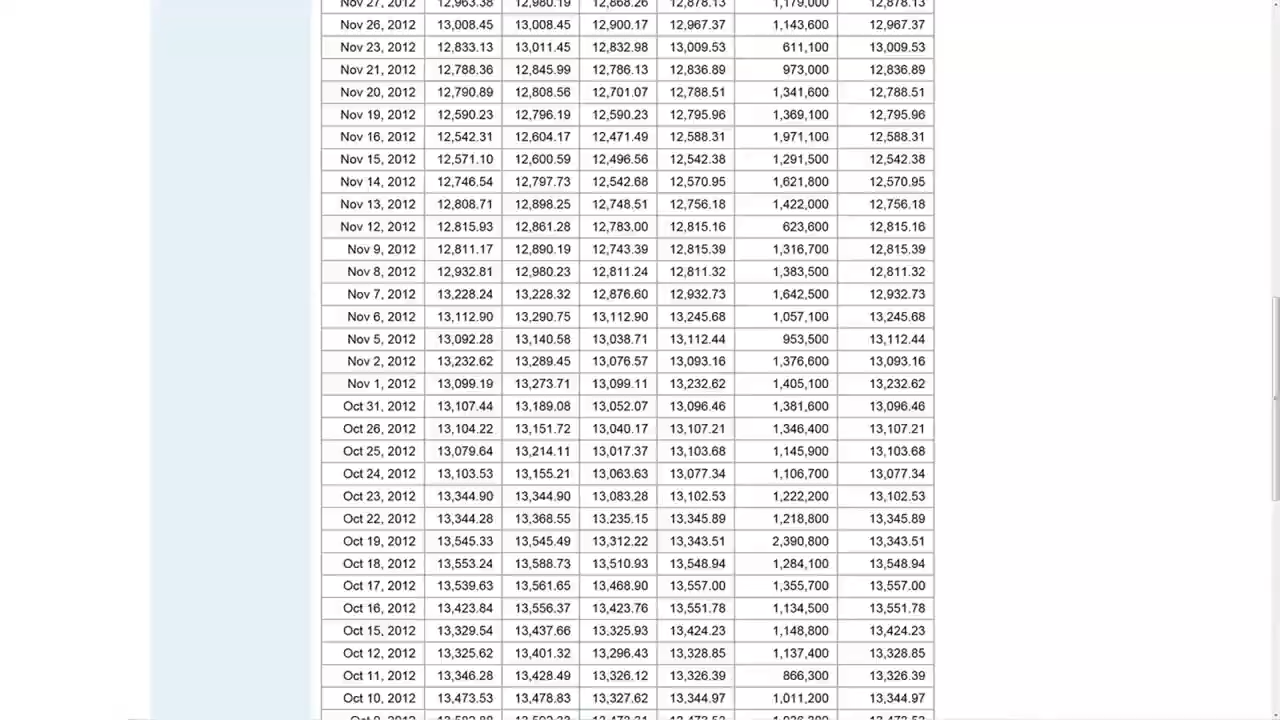 Nov 27, 2012 12,963.38 12,980.19 12,868.26 12,878.13 1,179,000 12,878.13
Nov 26, 2012 13,008.45 13,008.45 12,900.17 12,967.37 1,143,600 12,967.37
Nov 23, 2012 12,833.13 13,011.45 12,832.98 13,009.53 611,100 13,009.53
Nov 21, 2012 12,788.36 12,845.99 12,786.13 12,836.89 973,000 12,836.89
Nov 20, 2012 12,790.89 12,808.56 12,701.07 12,788.51 1,341,600 12,788.51
Nov 19, 2012 12,590.23 12,796.19 12,590.23 12,795.96 1,369,100 12,795.96
Nov 16, 2012 12,542.31 12,604.17 12,471.49 12,588.31 1,971,100 12,588.31
Nov 15, 2012 12,571.10 12,600.59 12,496.56 12,542.38 1,291,500 12,542.38
Nov 14, 2012 12,746.54 12,797.73 12,542.68 12,570.95 1,621,800 12,570.95
Nov 13, 2012 12,808.71 12,898.25 12,748.51 12,756.18 1,422,000 12,756.18
Nov 12, 2012 12,815.93 12,861.28 12,783.00 12,815.16 623,600 12,815.16
Nov 9, 2012 12,811.17 12,890.19 12,743.39 12,815.39 1,316,700 12,815.39
Nov 8, 2012 12,932.81 12,980.23 12,811.24 12,811.32 1,383,500 12,811.32
Nov 7, 2012 13,228.24 13,228.32 12,876.60 12,932.73 1,642,500 12,932.73
Nov 6, 2012 13,112.90 13,290.75 13,112.90 13,245.68 1,057,100 13,245.68
Nov 5, 2012 13,092.28 13,140.58 13,038.71 13,112.44 953,500 13,112.44
Nov 2, 2012 13,232.62 13,289.45 13,076.57 13,093.16 1,376,600 13,093.16
Nov 1, 2012 13,099.19 13,273.71 13,099.11 13,232.62 1,405,100 13,232.62
Oct 31, 2012 13,107.44 13,189.08 13,052.07 13,096.46 1,381,600 13,096.46
Oct 26, 2012 13,104.22 13,151.72 13,040.17 13,107.21 1,346,400 13,107.21
Oct 25, 2012 13,079.64 13,214.11 13,017.37 13,103.68 1,145,900 13,103.68
Oct 24, 2012 13,103.53 13,155.21 13,063.63 13,077.34 1,106,700 13,077.34
Oct 23, 2012 13,344.90 13,344.90 13,083.28 13,102.53 1,222,200 13,102.53
Oct 22, 2012 13,344.28 13,368.55 13,235.15 13,345.89 1,218,800 13,345.89
Oct 19, 2012 13,545.33 13,545.49 13,312.22 13,343.51 2,390,800 13,343.51
Oct 18, 2012 13,553.24 13,588.73 13,510.93 13,548.94 1,284,100 13,548.94
Oct 17, 2012 13,539.63 13,561.65 13,468.90 13,557.00 1,355,700 13,557.00
Oct 16, 2012 13,423.84 13,556.37 13,423.76 13,551.78 1,134,500 13,551.78
Oct 15, 2012 13,329.54 13,437.66 13,325.93 13,424.23 1,148,800 13,424.23
Oct 12, 2012 13,325.62 13,401.32 13,296.43 13,328.85 1,137,400 13,328.85
Oct 11, 2012 13,346.28 13,428.49 13,326.12 13,326.39 866,300 13,326.39
Oct 10, 2012 13,473.53 13,478.83 13,327.62 13,344.97 1,011,200 13,344.97